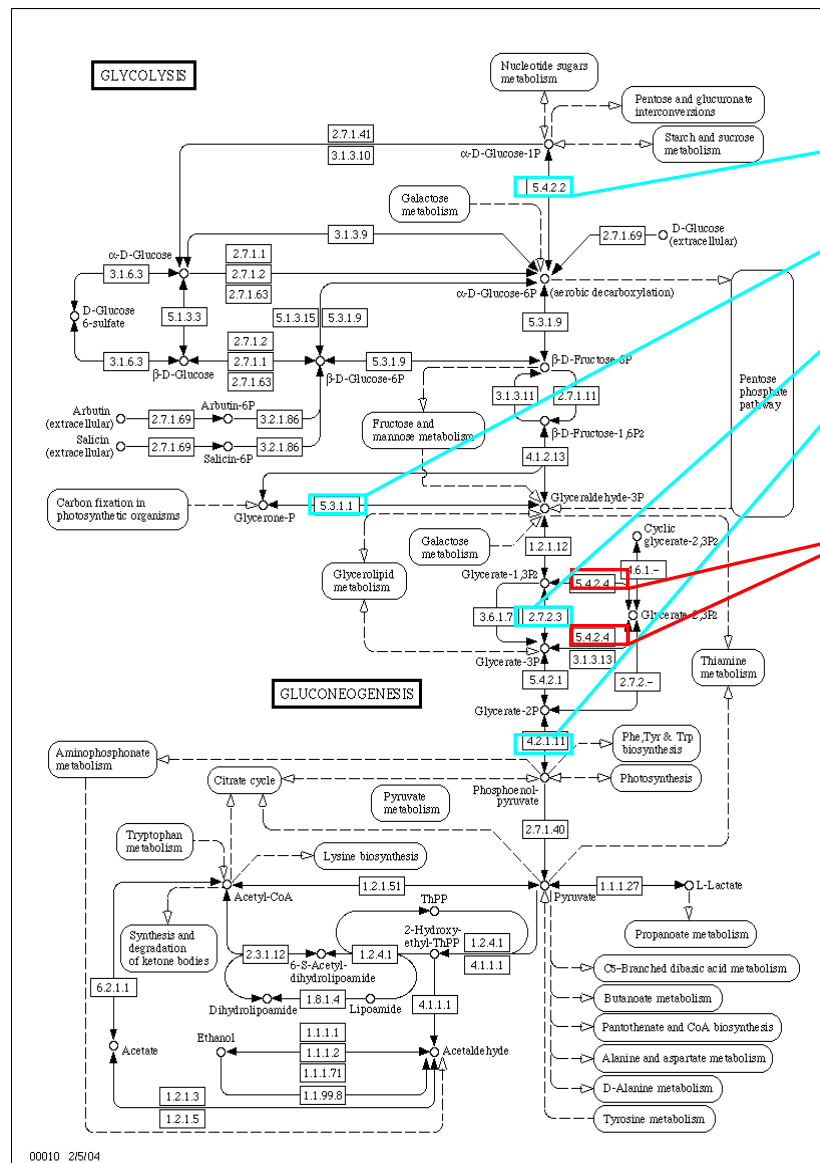 GLYCOLYSIS
Nucleotide sugars
metabolism
Pentose and glucuronate
interconversions
Starch and sucrose
metabolism
2.7.1.41
3.1.3.10
α-D-Glucose-1P
5.4.2.2
Galactose
metabolism
3.1.3.9
2.7.1.69
D-Glucose
(extracellular)
α-D-Glucose
3.1.6.3
2.7.1.1
2.7.1.2
2.7.1.63
α-D-Glucose-6P
(aerobic decarboxylation)
D-Glucose
6-sulfate
5.1.3.3
5.1.3.15
5.3.1.9
5.3.1.9
3.1.6.3
2.7.1.2
2.7.1.1
2.7.1.63
5.3.1.9
β-D-Fructose-6P
β-D-Glucose
β-D-Glucose-6P
Pentose
phosphate
pathway
3.1.3.11
2.7.1.11
Arbutin
(extracellular)
2.7.1.69
Arbutin-6P
3.2.1.86
Fructose and
mannose metabolism
β-D-Fructose-1,6P2
Salicin
(extracellular)
2.7.1.69
Salicin-6P
3.2.1.86
4.1.2.13
Carbon fixation in
photosynthetic organisms
Glycerone-P
5.3.1.1
Glyceraldehyde-3P
Galactose
metabolism
1.2.1.12
Cyclic
glycerate-2,3P2
Glycerolipid
metabolism
Glycerate-1,3P2
5.4.2.4
4.6.1.-
3.6.1.7
2.7.2.3
Glycerate-2,3P2
5.4.2.4
Glycerate-3P
3.1.3.13
Thiamine
metabolism
5.4.2.1
2.7.2.-
GLUCONEOGENESIS
Glycerate-2P
4.2.1.11
Phe,Tyr & Trp
biosynthesis
Aminophosphonate
metabolism
Citrate cycle
Photosynthesis
Pyruvate
metabolism
Phosphoenol-
pyruvate
Tryptophan
metabolism
2.7.1.40
Lysine biosynthesis
Acetyl-CoA
1.2.1.51
Pyruvate
1.1.1.27
L-Lactate
ThPP
Synthesis and
degradation
of ketone bodies
2-Hydroxy-
ethyl-ThPP
Propanoate metabolism
2.3.1.12
6-S-Acetyl-
dihydrolipoamide
1.2.4.1
1.2.4.1
4.1.1.1
C5-Branched dibasic acid metabolism
6.2.1.1
1.8.1.4
Dihydrolipoamide
Lipoamide
4.1.1.1
Butanoate metabolism
Pantothenate and CoA biosynthesis
Acetate
Ethanol
1.1.1.1
1.1.1.2
1.1.1.71
1.1.99.8
Acetaldehyde
Alanine and aspartate metabolism
D-Alanine metabolism
1.2.1.3
1.2.1.5
Tyrosine metabolism
00010 2/5/04